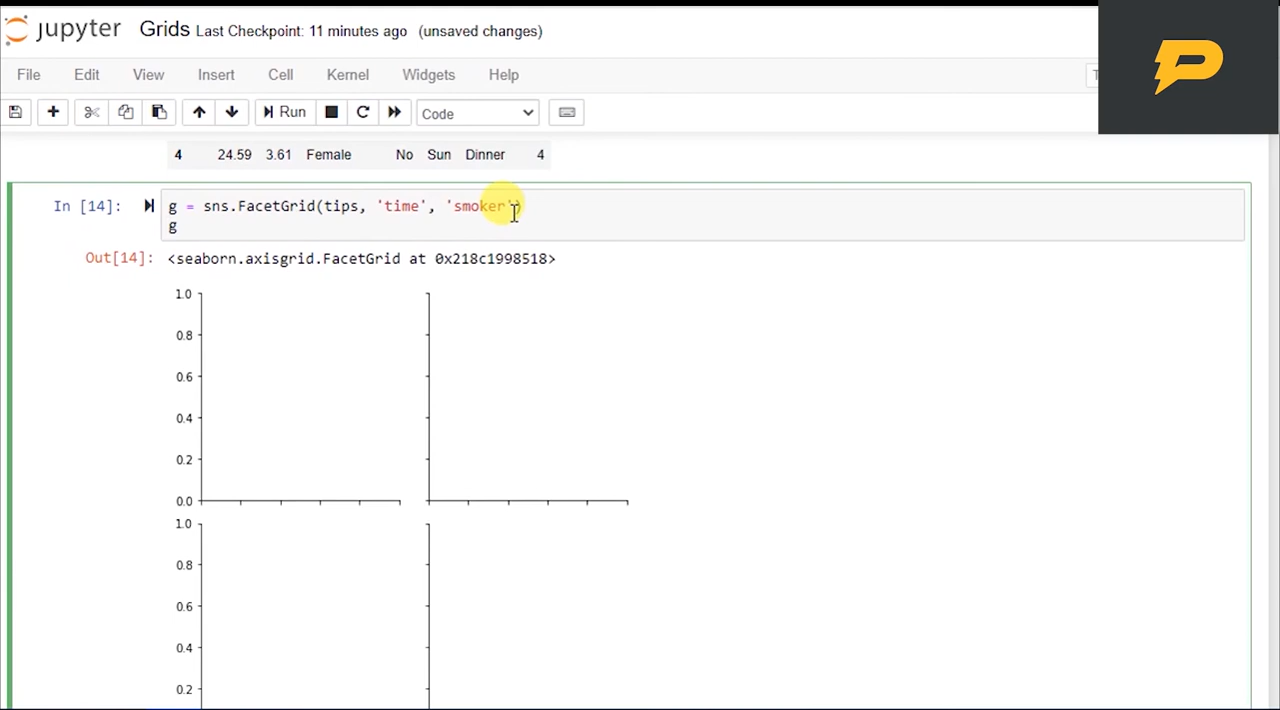 jupyter Grids Last Checkpoint: 11 minutes ago (unsaved changes)
File Edit View Insert Cell Kernel Widgets Help
Run Code
4 24.59 3.61 Female No Sun Dinner 4
In [14]: g = sns.FacetGrid(tips, 'time', 'smoker')
g
Out[14]: <seaborn.axisgrid.FacetGrid at 0x218c1998518>
1.0
0.8
0.6
0.4
0.2
0.0
1.0
0.8
0.6
0.4
0.2